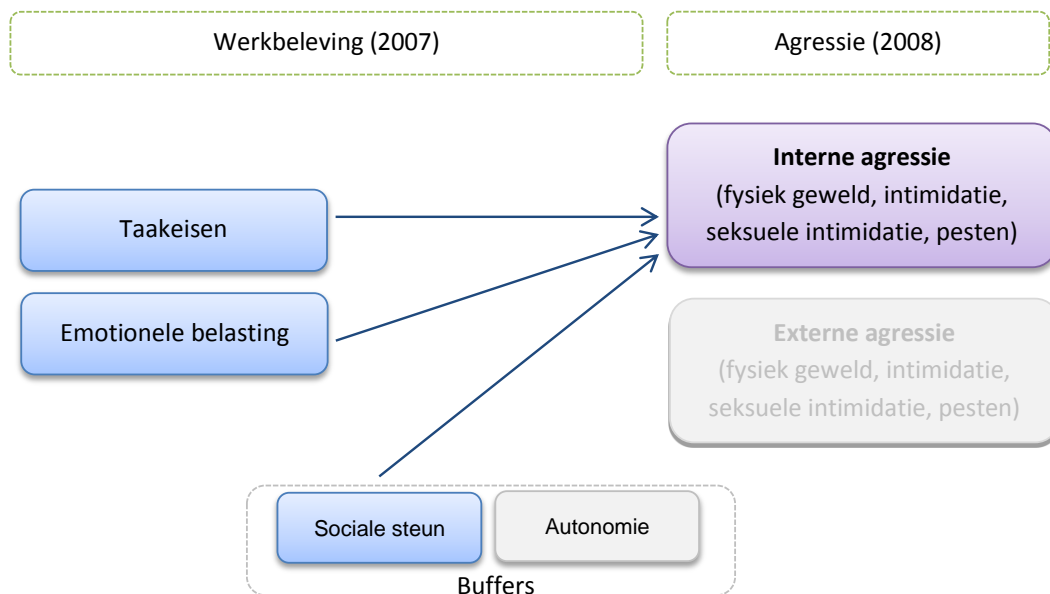 Werkbeleving (2007)
Agressie (2008)
Interne agressie
(fysiek geweld, intimidatie,
seksuele intimidatie, pesten)
Taakeisen
Emotionele belasting
Externe agressie
(fysiek geweld, intimidatie,
seksuele intimidatie, pesten)
Sociale steun
Autonomie
Buffers